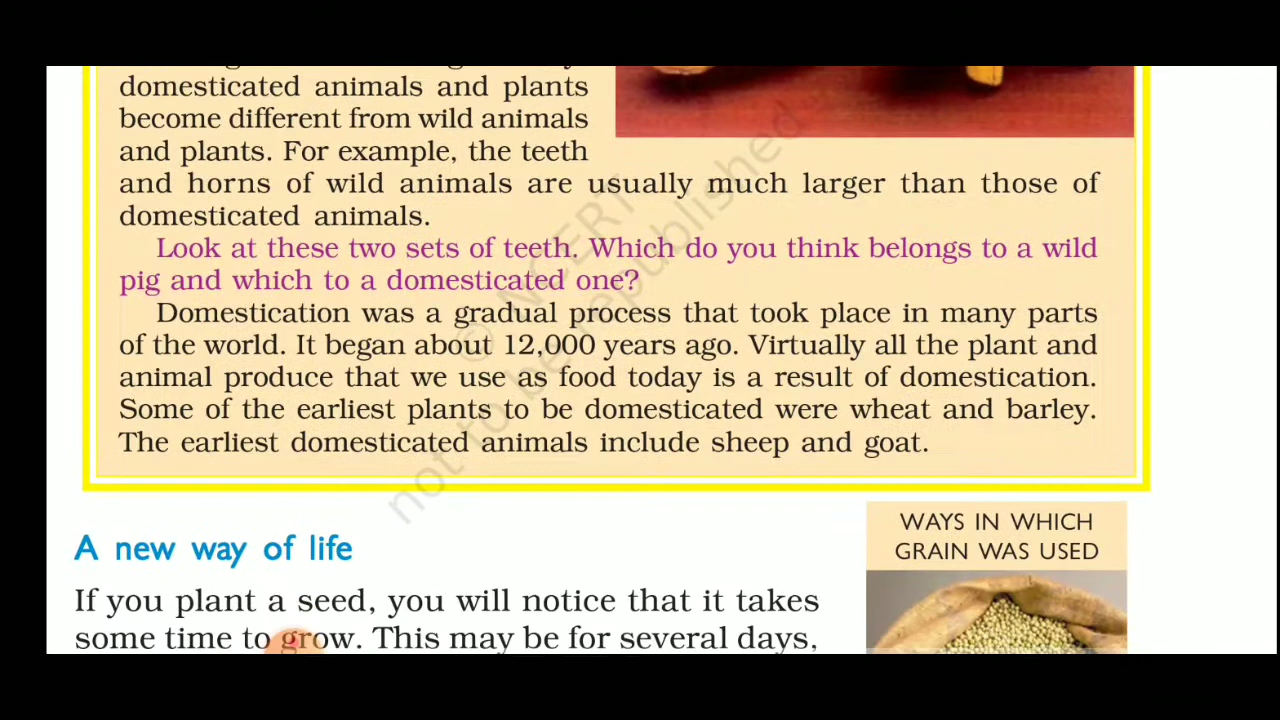 domesticated animals and plants
become different from wild animals
and plants. For example, the teeth
and horns of wild animals are usually much larger than those of
domesticated animals.
Look at these two sets of teeth. Which do you think belongs to a wild
pig and which to a domesticated one?
Domestication was a gradual process that took place in many parts
of the world. It began about 12,000 years ago. Virtually all the plant and
animal produce that we use as food today is a result of domestication.
Some of the earliest plants to be domesticated were wheat and barley.
The earliest domesticated animals include sheep and goat.
© NCERT
not to be republished
A new way of life
WAYS IN WHICH
GRAIN WAS USED
If you plant a seed, you will notice that it takes
some time to grow. This may be for several days,